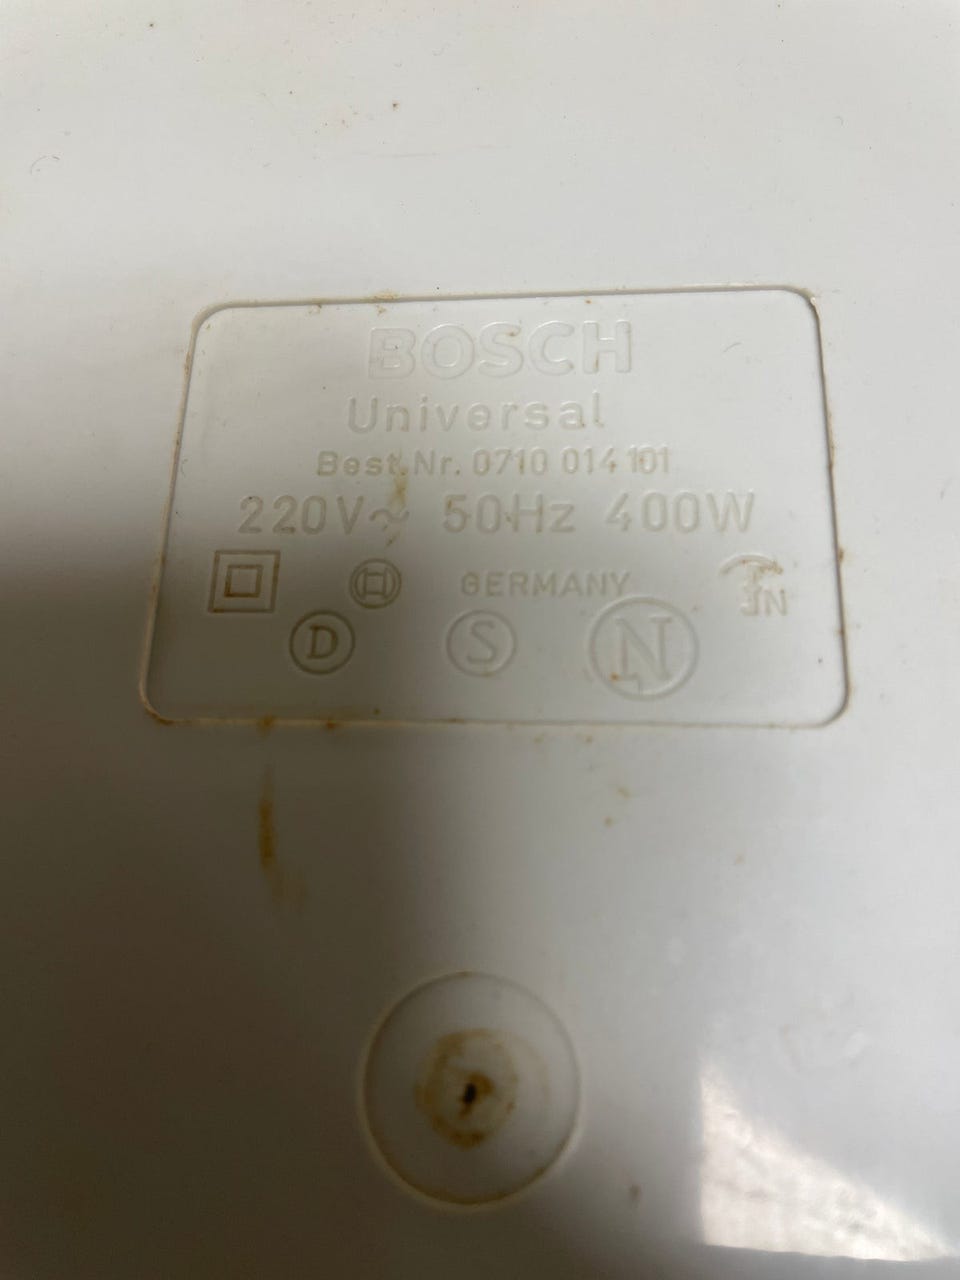 BOSCH
Universal
Best.Nr. 0710 014 101
220V~ 50Hz 400W
GERMANY
D S N